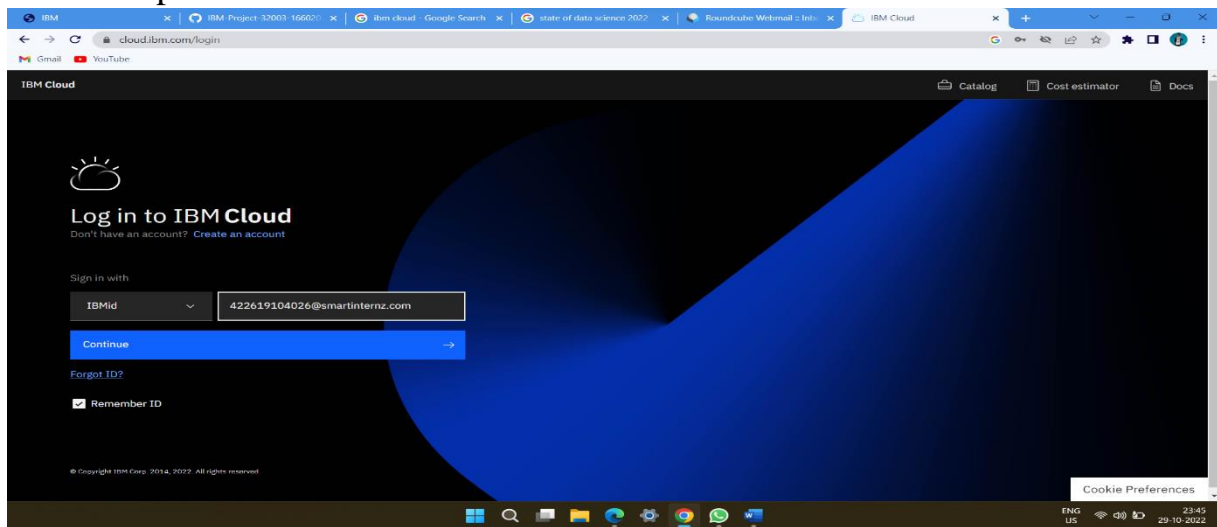 IBM
IBM-Project-32003-166020
ibm cloud - Google Search
state of data science 2022
Roundcube Webmail :: Inb
IBM Cloud
cloud.ibm.com/login
Gmail
YouTube
IBM Cloud
Catalog
Cost estimator
Docs
Log in to IBM Cloud
Don't have an account? Create an account
Sign in with
IBMid
422619104026@smartinternz.com
Continue
Forgot ID?
Remember ID
© Copyright IBM Corp. 2014, 2022. All rights reserved.
Cookie Preferences
ENG
US
23:45
29-10-2022